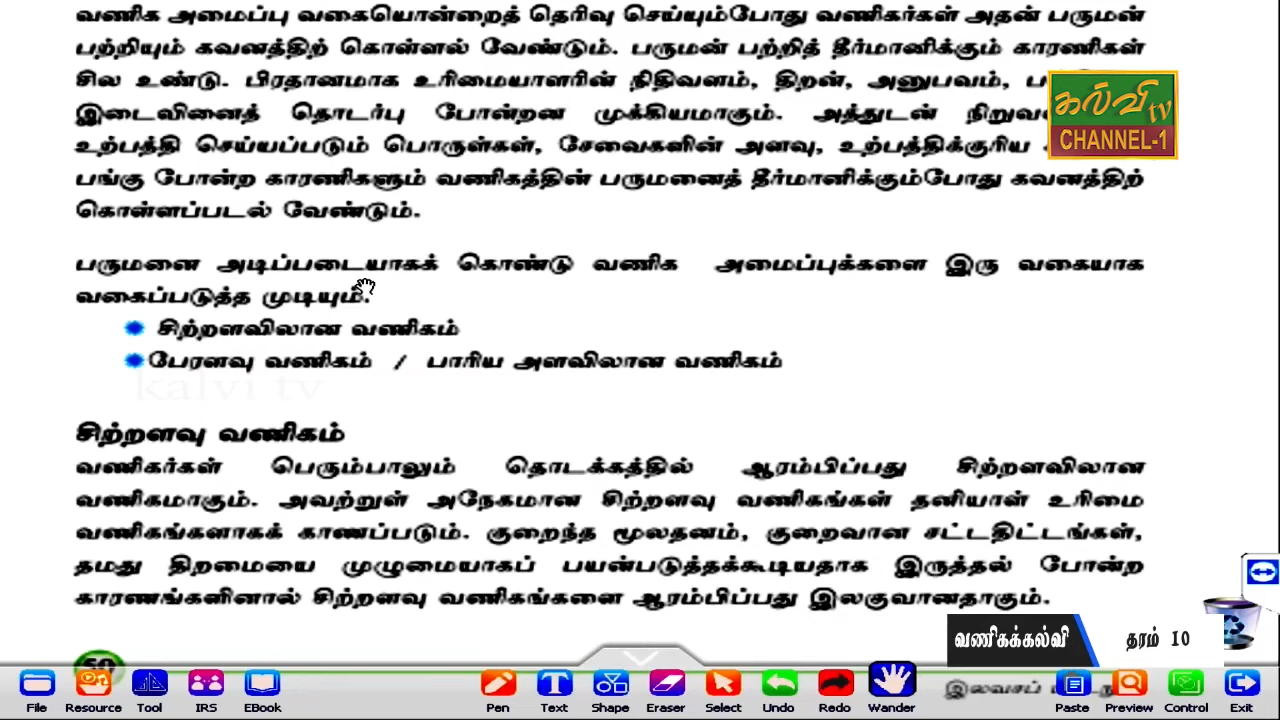 வணிக அமைப்பு வகையொன்றைத் தெரிவு செய்யும்போது வணிகர்கள் அதன் பருமன்
பற்றியும் கவனத்திற் கொள்ளல் வேண்டும். பருமன் பற்றித் தீர்மானிக்கும் காரணிகள்
சில உண்டு. பிரதானமாக உரிமையாளரின் நிதிவளம், திறன், அனுபவம்,
இடைவினைத் தொடர்பு போன்றன முக்கியமாகும். அத்துடன்
உற்பத்தி செய்யப்படும் பொருள்கள், சேவைகளின் அளவு, உற்பத்திக்குரிய
பங்கு போன்ற காரணிகளும் வணிகத்தின் பருமனைத் தீர்மானிக்கும்போது கவனத்திற்
கொள்ளப்படல் வேண்டும்.
கல்வி tv
CHANNEL-1
பருமனை அடிப்படையாகக் கொண்டு வணிக அமைப்புக்களை இரு வகையாக
வகைப்படுத்த முடியும்.
சிற்றளவிலான வணிகம்
பேரளவு வணிகம் / பாரிய அளவிலான வணிகம்
kalvi tv
சிற்றளவு வணிகம்
வணிகர்கள் பெரும்பாலும் தொடக்கத்தில் ஆரம்பிப்பது சிற்றளவிலான
வணிகமாகும். அவற்றுள் அநேகமான சிற்றளவு வணிகங்கள் தனியாள் உரிமை
வணிகங்களாகக் காணப்படும். குறைந்த மூலதனம், குறைவான சட்டதிட்டங்கள்,
தமது திறமையை முழுமையாகப் பயன்படுத்தக்கூடியதாக இருத்தல் போன்ற
காரணங்களினால் சிற்றளவு வணிகங்களை ஆரம்பிப்பது இலகுவானதாகும்.
வணிகக்கல்வி தரம் 10
50
இலவசப்
File Resource Tool IRS EBook Pen Text Shape Eraser Select Undo Redo Wander Paste Preview Control Exit